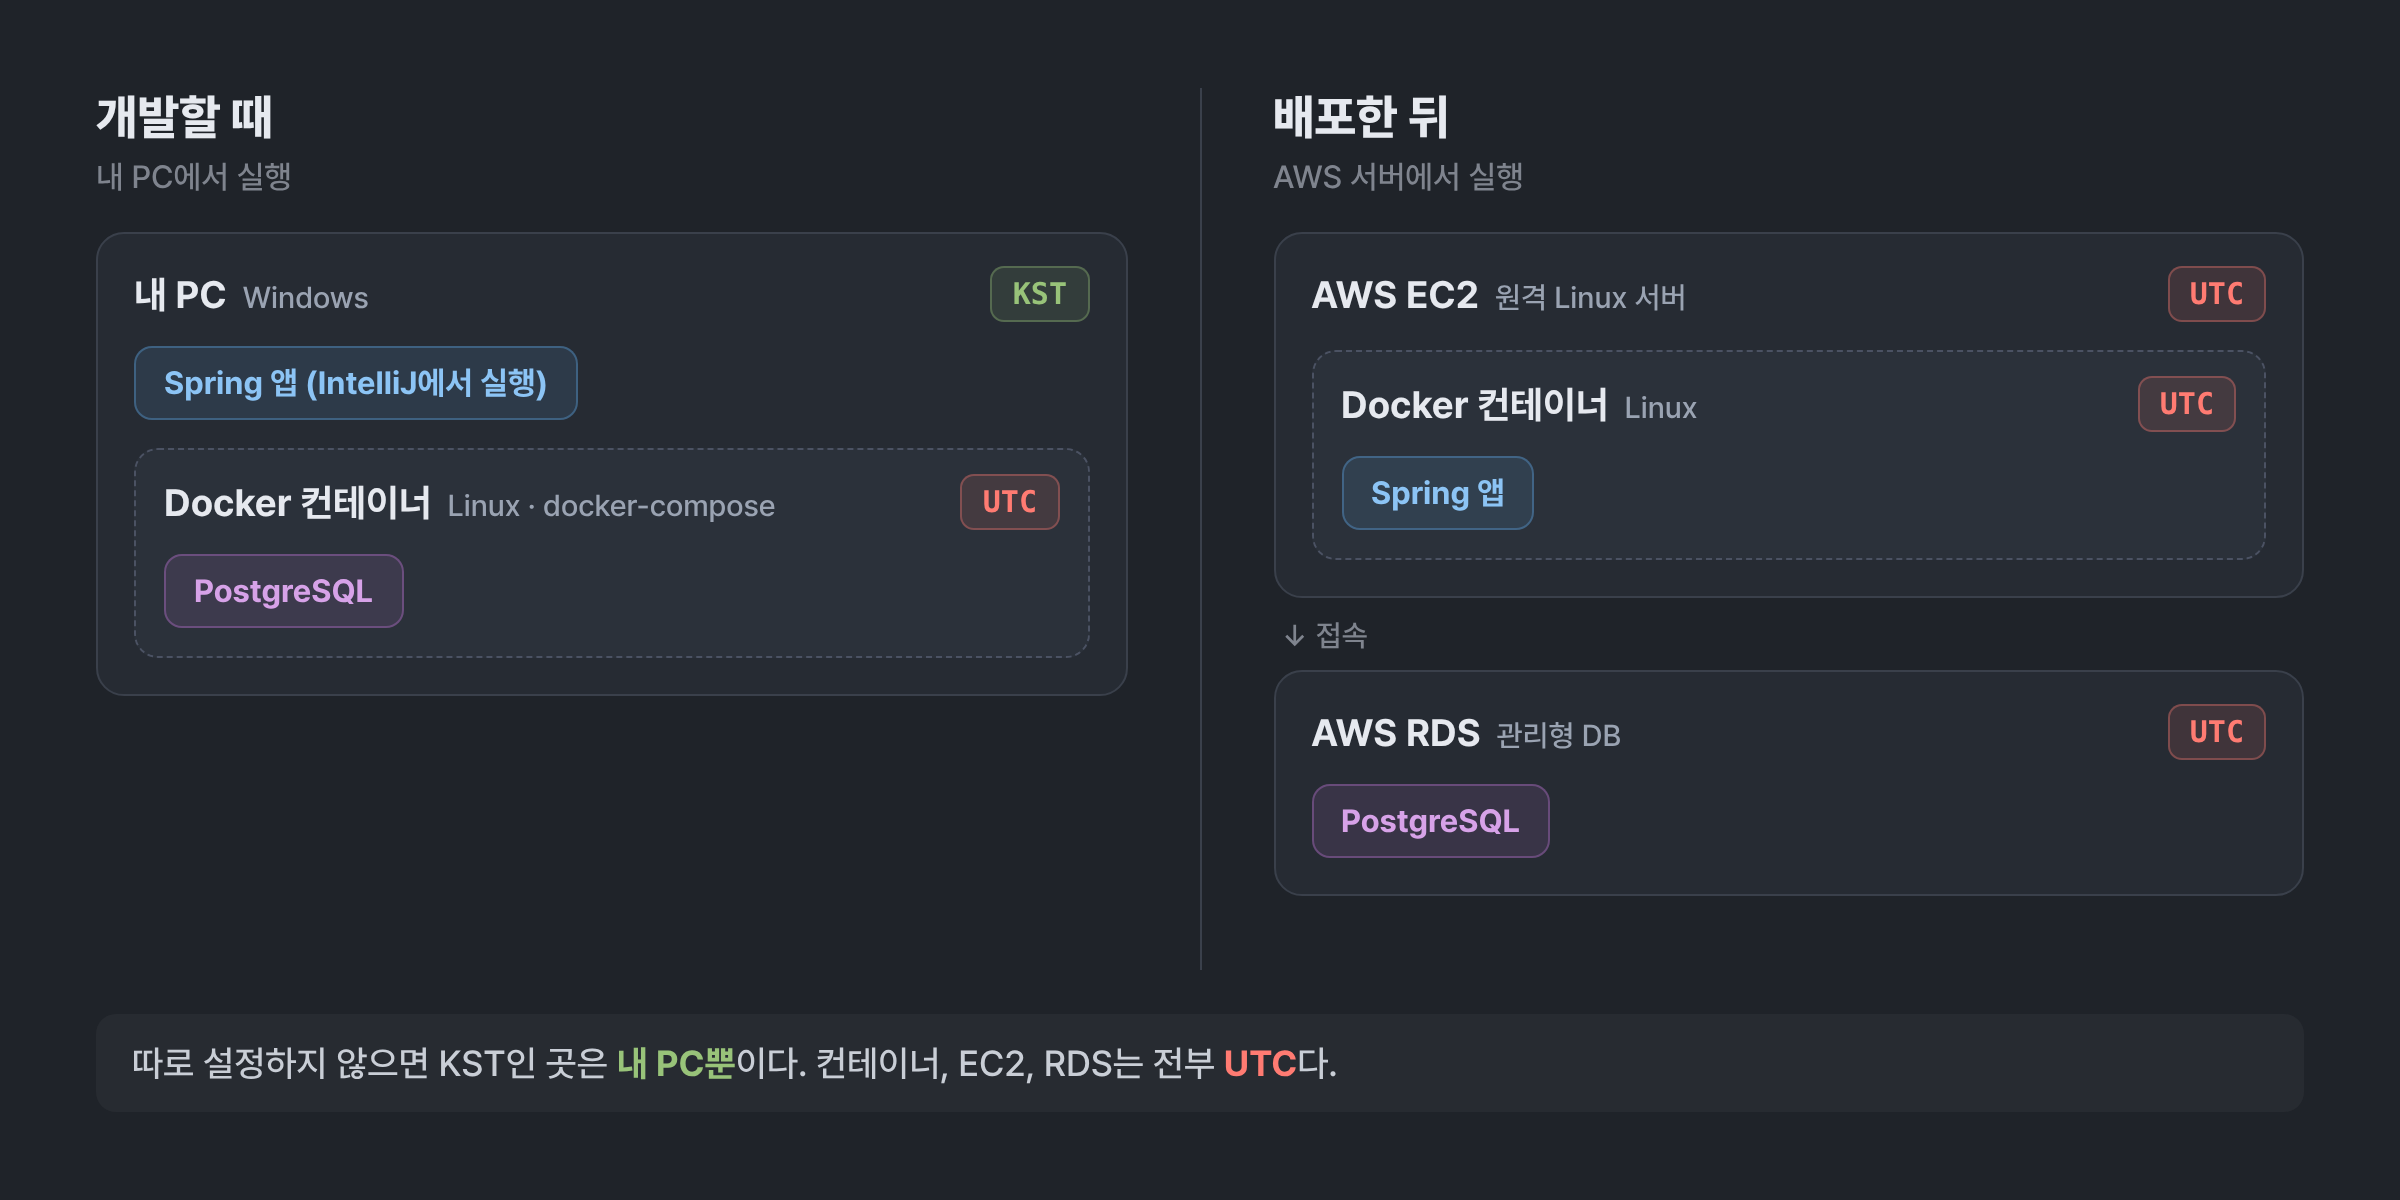 개발할 때
내 PC에서 실행
내 PC Windows
KST
Spring 앱 (IntelliJ에서 실행)
Docker 컨테이너 Linux · docker-compose
UTC
PostgreSQL
배포한 뒤
AWS 서버에서 실행
AWS EC2 원격 Linux 서버
UTC
Docker 컨테이너 Linux
UTC
Spring 앱
↓ 접속
AWS RDS 관리형 DB
UTC
PostgreSQL
따로 설정하지 않으면 KST인 곳은 내 PC뿐이다. 컨테이너, EC2, RDS는 전부 UTC다.